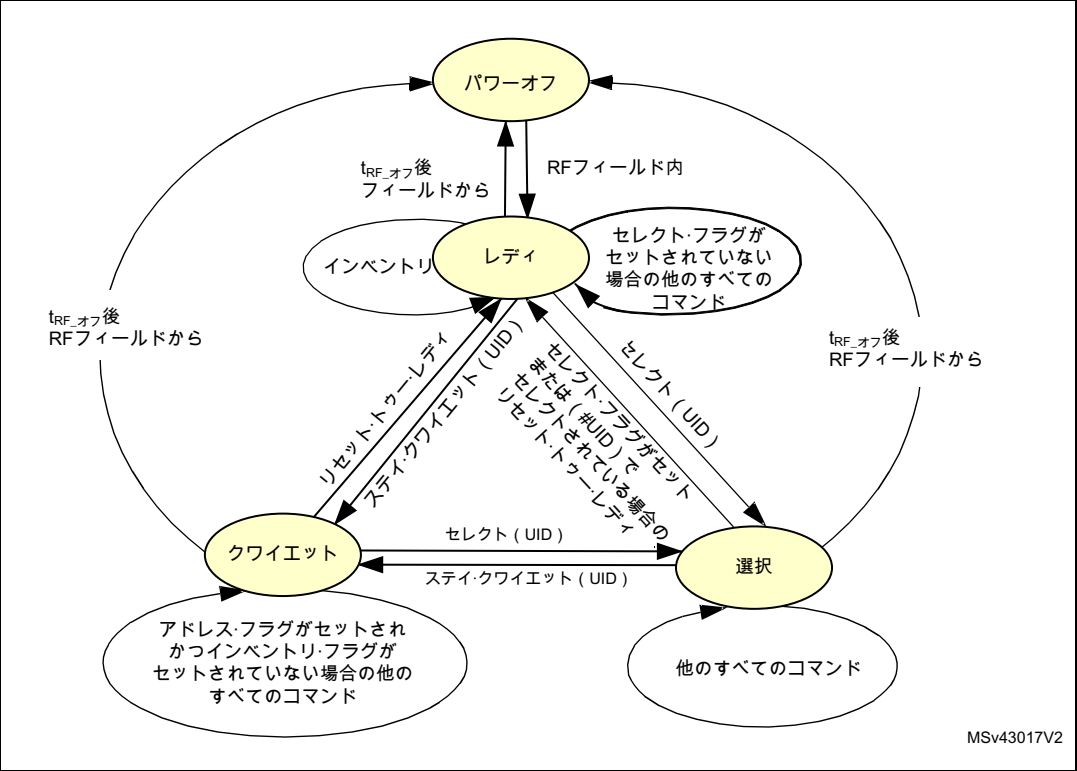 パワーオフ
tRF_オフ後
フィールドから
RFフィールド内
インベントリ
レディ
セレクト·フラグが
セットされていない
場合の他のすべての
コマンド
tRF_オフ後
RFフィールドから
tRF_オフ後
RFフィールドから
リセット·トゥー·レディ
ステイ·クワイエット ( UID )
セレクト·フラグがセット
または ( #UID ) で
セレクトされている場合の
リセット·トゥー·レディ
セレクト ( UID )
クワイエット
セレクト ( UID )
ステイ·クワイエット ( UID )
選択
アドレス·フラグがセットされ
かつインベントリ·フラグが
セットされていない場合の他の
すべてのコマンド
他のすべてのコマンド
MSv43017V2